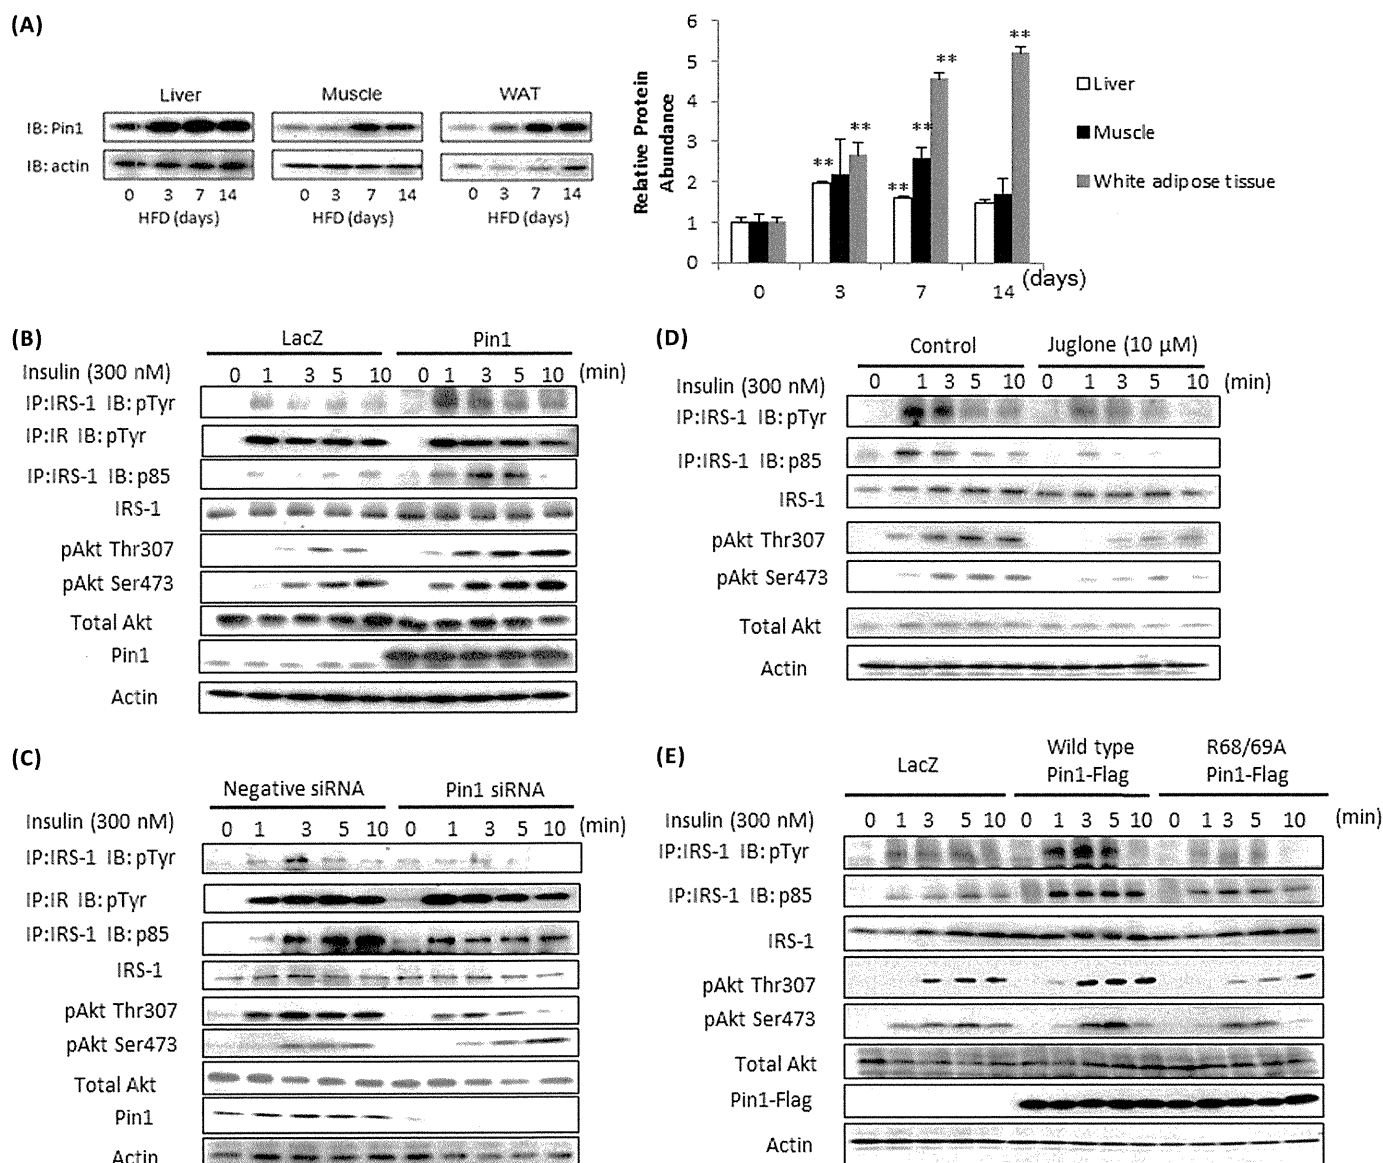 (A)
Liver Muscle WAT
IB: Pin1
IB: actin
0 3 7 14 0 3 7 14 0 3 7 14
HFD (days) HFD (days) HFD (days)
Relative Protein
Abundance
6
5
4
3
2
1
0
** ** ** ** ** **
0 3 7 14 (days)
Liver
Muscle
White adipose tissue
(B)
LacZ Pin1
Insulin (300 nM) 0 1 3 5 10 0 1 3 5 10 (min)
IP:IRS-1 IB:pTyr
IP:IR IB:pTyr
IP:IRS-1 IB:p85
IRS-1
pAkt Thr307
pAkt Ser473
Total Akt
Pin1
Actin
(D)
Control Juglone (10 μM)
Insulin (300 nM) 0 1 3 5 10 0 1 3 5 10 (min)
IP:IRS-1 IB:pTyr
IP:IRS-1 IB:p85
IRS-1
pAkt Thr307
pAkt Ser473
Total Akt
Actin
(C)
Negative siRNA Pin1 siRNA
Insulin (300 nM) 0 1 3 5 10 0 1 3 5 10 (min)
IP:IRS-1 IB:pTyr
IP:IR IB:pTyr
IP:IRS-1 IB:p85
IRS-1
pAkt Thr307
pAkt Ser473
Total Akt
Pin1
Actin
(E)
LacZ
Wild type
Pin1-Flag
R68/69A
Pin1-Flag
Insulin (300 nM) 0 1 3 5 10 0 1 3 5 10 0 1 3 5 10 (min)
IP:IRS-1 IB:pTyr
IP:IRS-1 IB:p85
IRS-1
pAkt Thr307
pAkt Ser473
Total Akt
Pin1-Flag
Actin